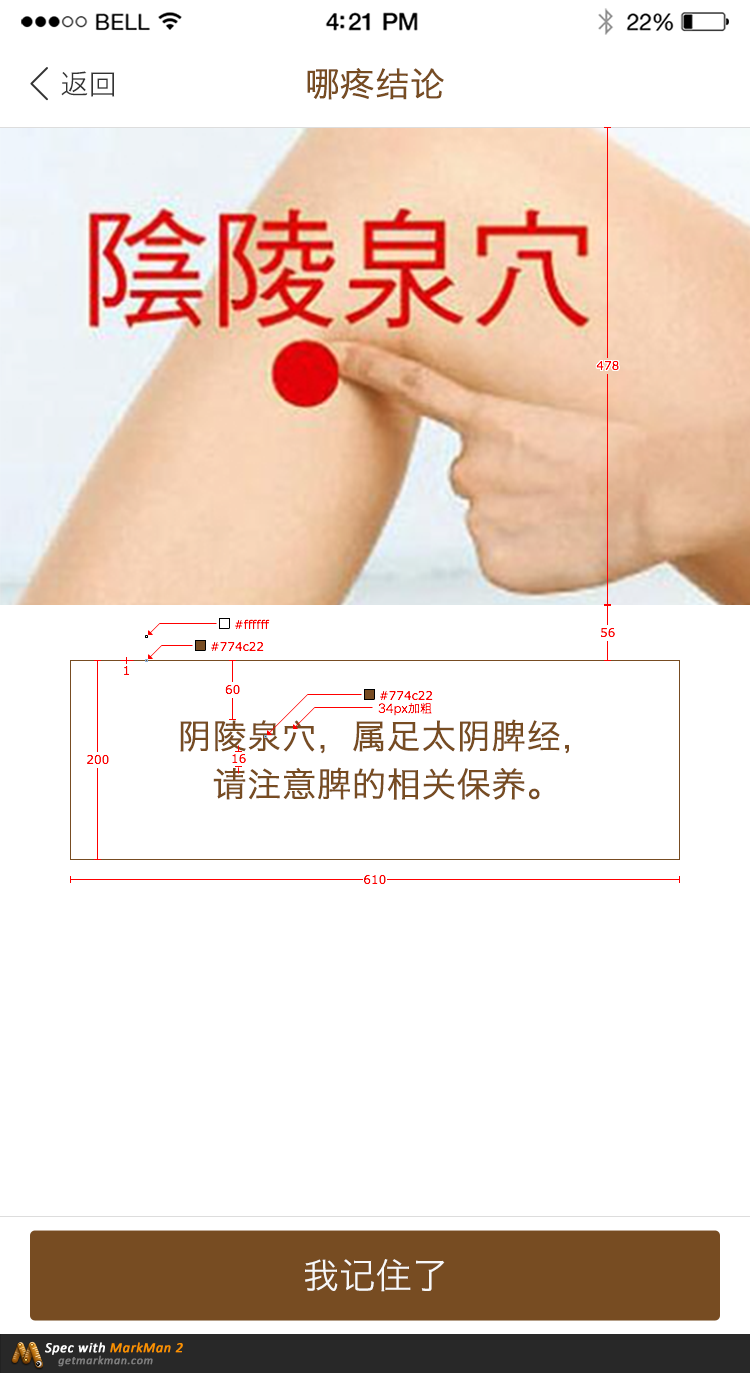 BELL 4:21 PM 22%
返回 哪疼结论
陰陵泉穴
478
#ffffff
56
#774c22
1
60
#774c22
34px加粗
阴陵泉穴，属足太阴脾经，
200
16
请注意脾的相关保养。
610
我记住了
Spec with MarkMan 2
getmarkman.com